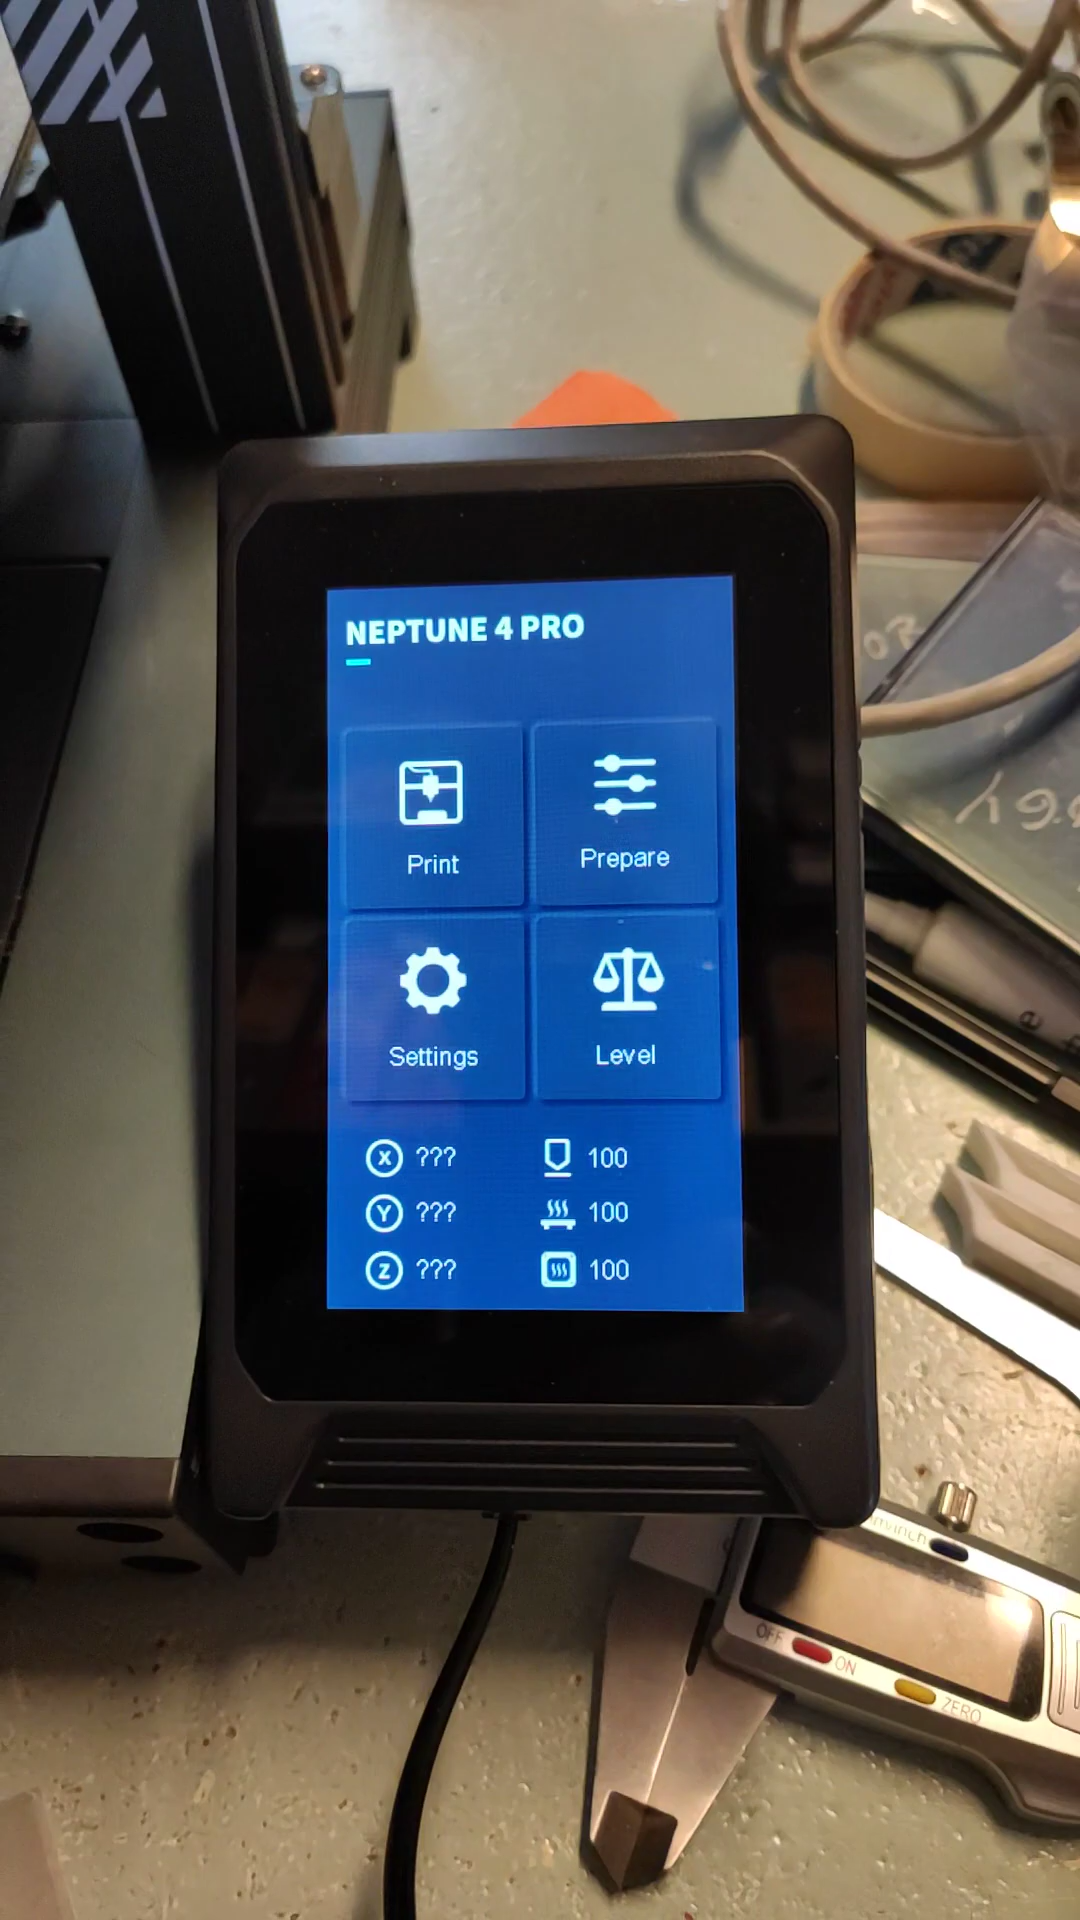 NEPTUNE 4 PRO
Print
Prepare
Settings
Level
X ??? 100
Y ??? 100
Z ??? 100
OFF
ON
ZERO